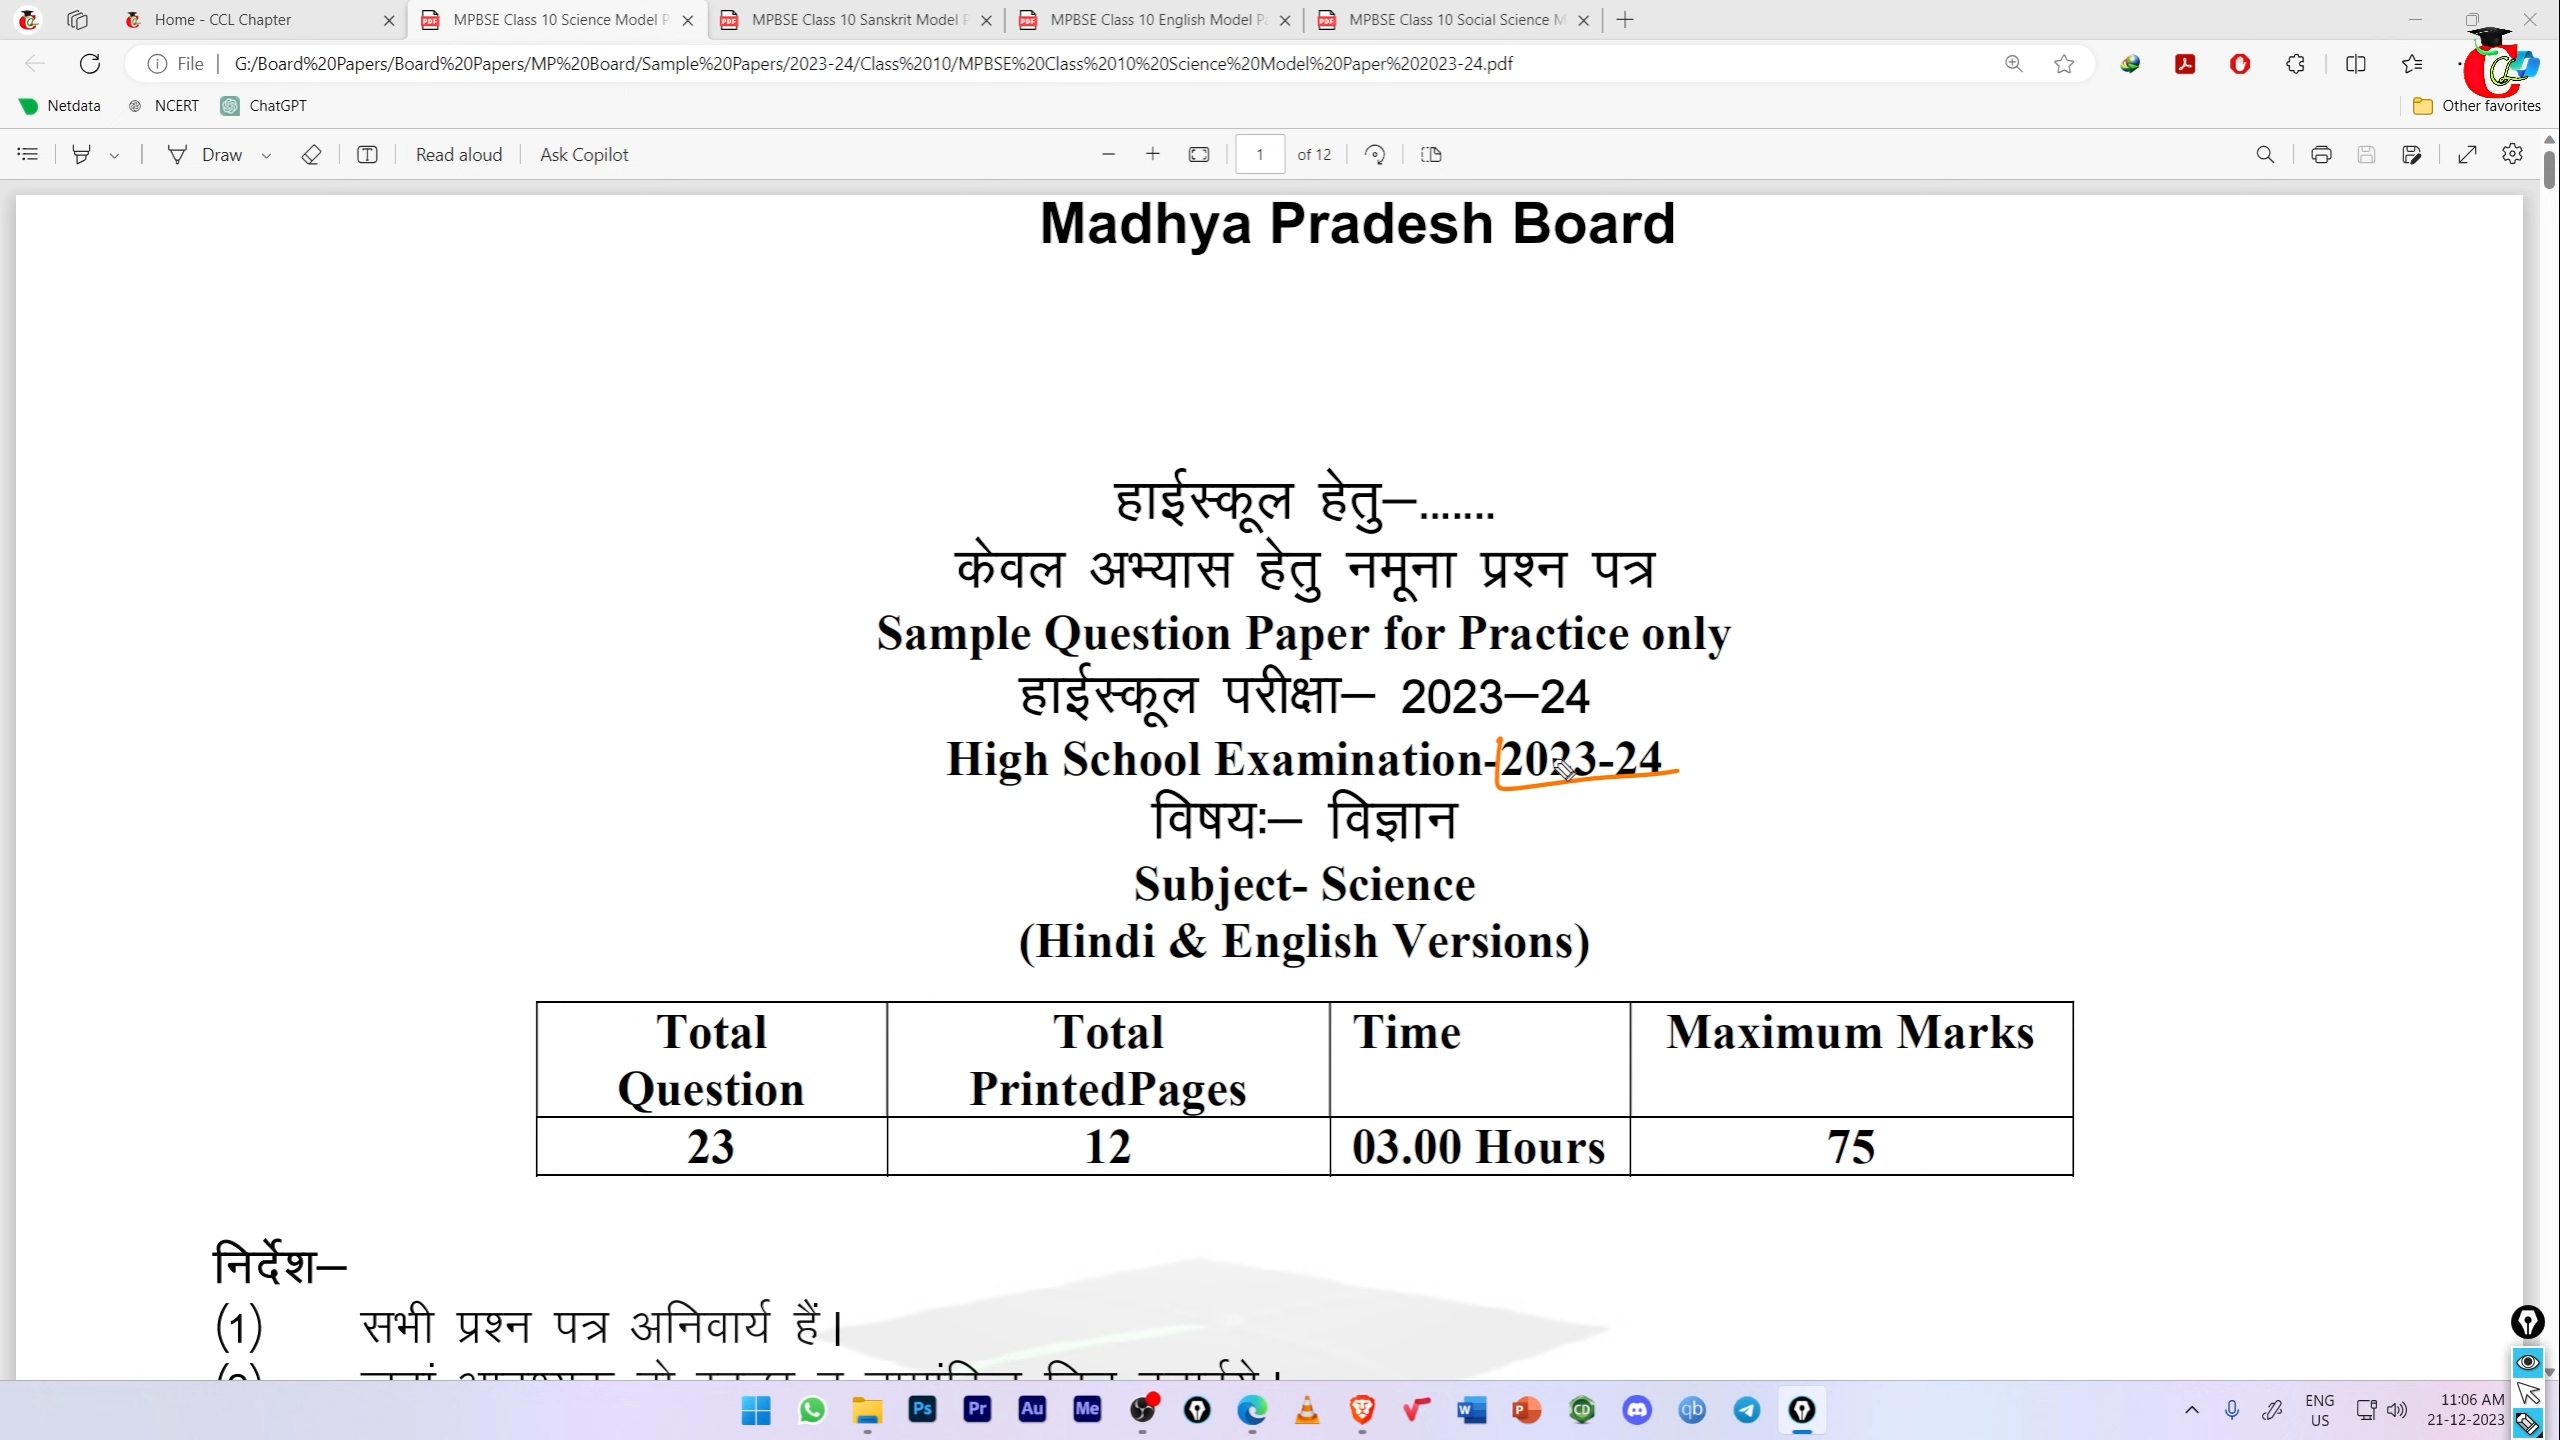 Home - CCL Chapter
MPBSE Class 10 Science Model P
MPBSE Class 10 Sanskrit Model P
MPBSE Class 10 English Model P
MPBSE Class 10 Social Science M
File
G:/Board%20Papers/Board%20Papers/MP%20Board/Sample%20Papers/2023-24/Class%2010/MPBSE%20Class%2010%20Science%20Model%20Paper%202023-24.pdf
Netdata
NCERT
ChatGPT
Other favorites
Draw
Read aloud
Ask Copilot
1 of 12
Madhya Pradesh Board
हाईस्कूल हेतु—.......
केवल अभ्यास हेतु नमूना प्रश्न पत्र
Sample Question Paper for Practice only
हाईस्कूल परीक्षा— 2023—24
High School Examination-2023-24
विषयः— विज्ञान
Subject- Science
(Hindi & English Versions)
Total Question
Total PrintedPages
Time
Maximum Marks
23
12
03.00 Hours
75
निर्देश—
(1) सभी प्रश्न पत्र अनिवार्य हैं।
Ps
Pr
Au
Me
CD
qb
ENG
US
11:06 AM
21-12-2023